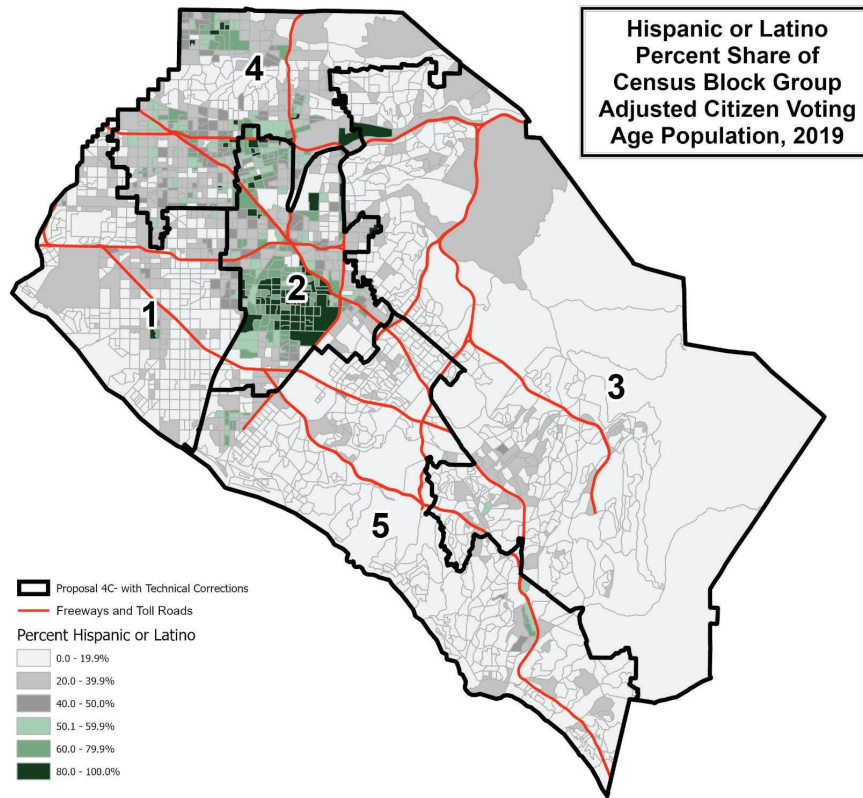 Hispanic or Latino
Percent Share of
Census Block Group
Adjusted Citizen Voting
Age Population, 2019
4
2
1
3
5
Proposal 4C- with Technical Corrections
Freeways and Toll Roads
Percent Hispanic or Latino
0.0 - 19.9%
20.0 - 39.9%
40.0 - 50.0%
50.1 - 59.9%
60.0 - 79.9%
80.0 - 100.0%